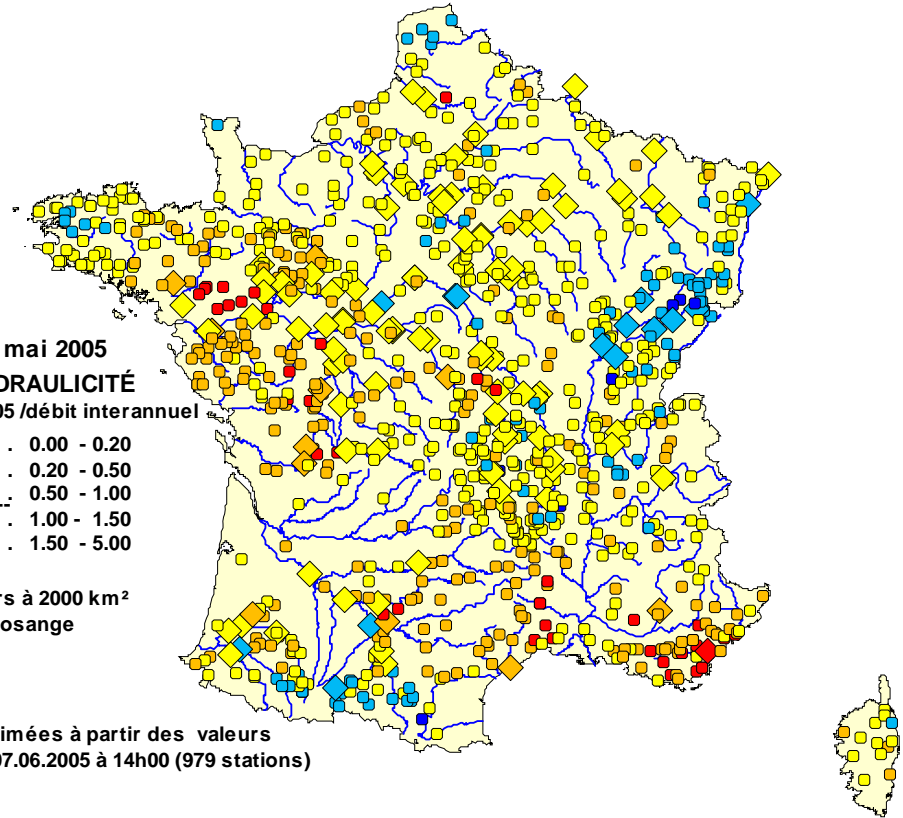 mai 2005
DRAULICITÉ
05 /débit interannuel
. 0.00 - 0.20
. 0.20 - 0.50
.. 0.50 - 1.00
. 1.00 - 1.50
. 1.50 - 5.00
rs à 2000 km²
osange
imées à partir des valeurs
07.06.2005 à 14h00 (979 stations)